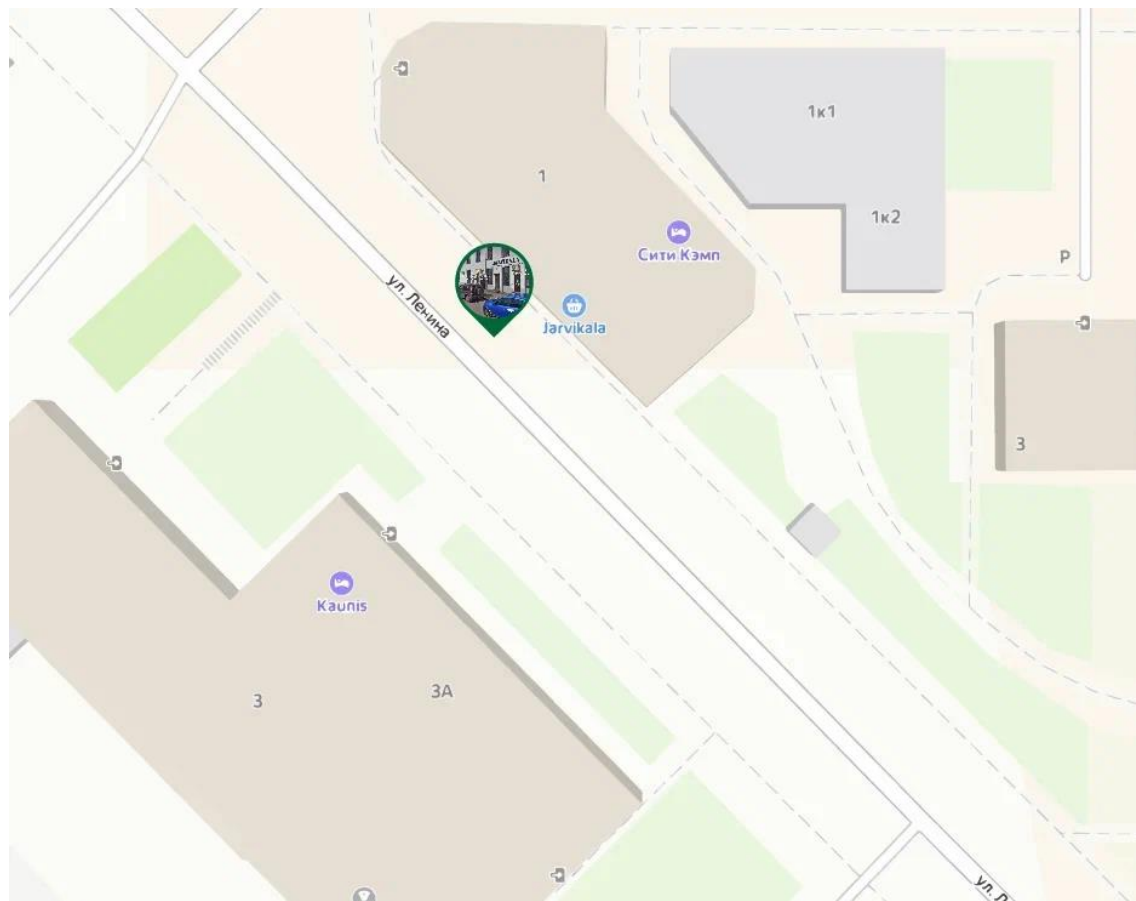 1к1
1
1к2
Сити Кэмп
P
ул. Ленина
Jarvikala
3
Kaunis
3А
3
ул. Л